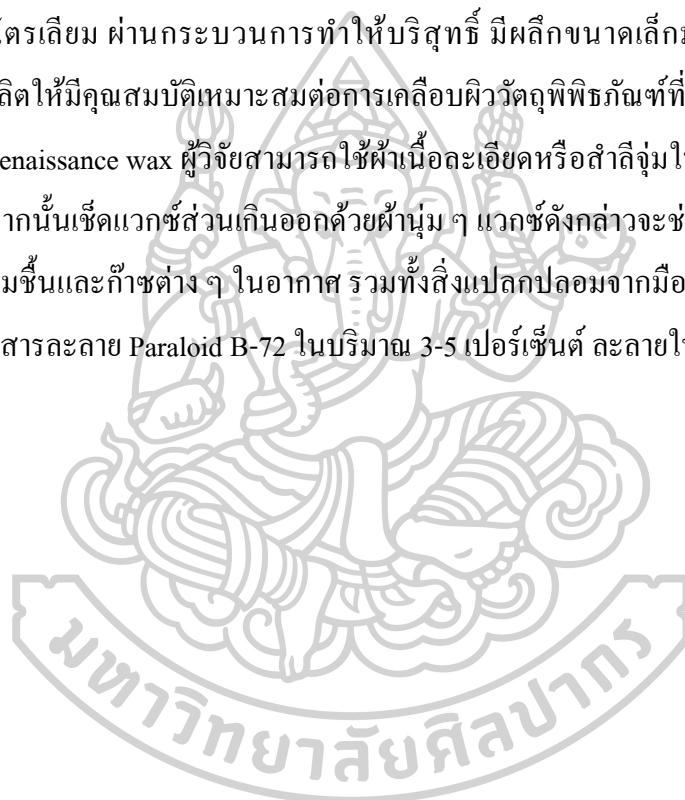 ตรเลียม ผ่านกระบวนการทำให้บริสุทธิ์ มีผลึกขนาดเล็ก
ลิตให้มีคุณสมบัติเหมาะสมต่อการเคลือบผิววัตถุพิพิธภัณฑ์ที่
enaissance wax ผู้วิจัยสามารถใช้ผ้าเนื้อละเอียดหรือสำลีจุ่ม
ากนั้นเช็ดแวกซ์ส่วนเกินออกด้วยผ้านุ่ม ๆ แวกซ์ดังกล่าวจะช่
มชื้นและก๊าซต่าง ๆ ในอากาศ รวมทั้งสิ่งแปลกปลอมจากมือ
สารละลาย Paraloid B-72 ในปริมาณ 3-5 เปอร์เซ็นต์ ละลายใ
มหาวิทยาลัยศิลปากร